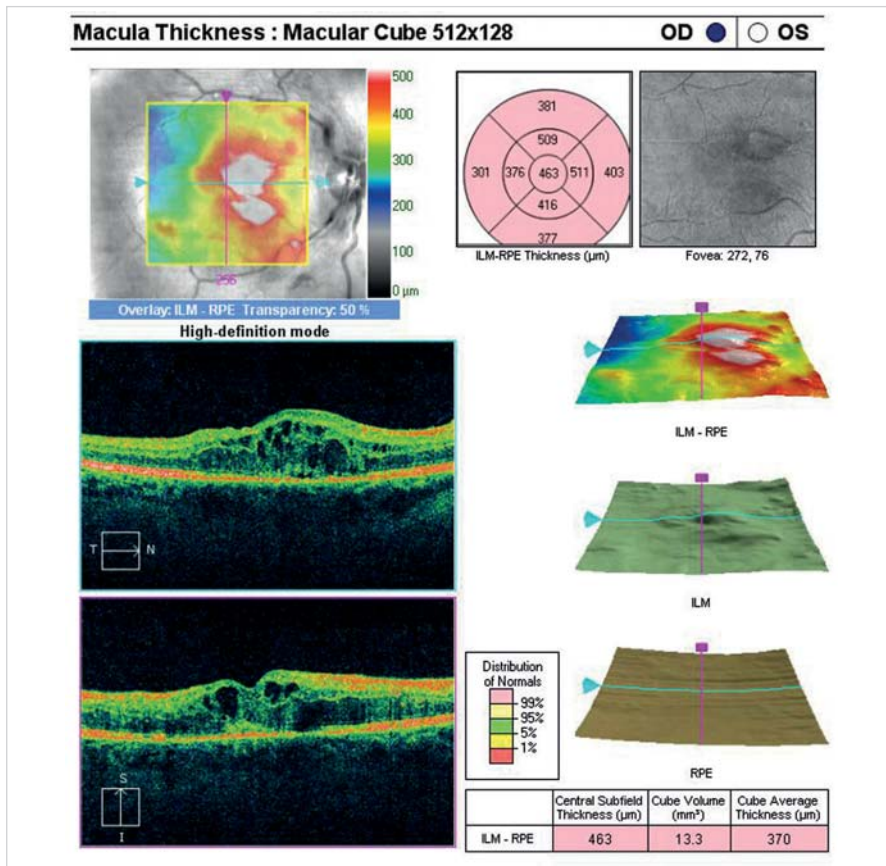 Macula Thickness : Macular Cube 512x128 OD OS
500
400
300
200
100
0 µm
256
Overlay: ILM - RPE Transparency: 50 %
381
509
301 376 463 511 403
416
377
ILM-RPE Thickness (µm)
Fovea: 272, 76
High-definition mode
T N
S
I
ILM - RPE
ILM
RPE
Distribution
of Normals
99%
95%
5%
1%
Central Subfield
Thickness (µm)
Cube Volume
(mm³)
Cube Average
Thickness (µm)
ILM - RPE 463 13.3 370